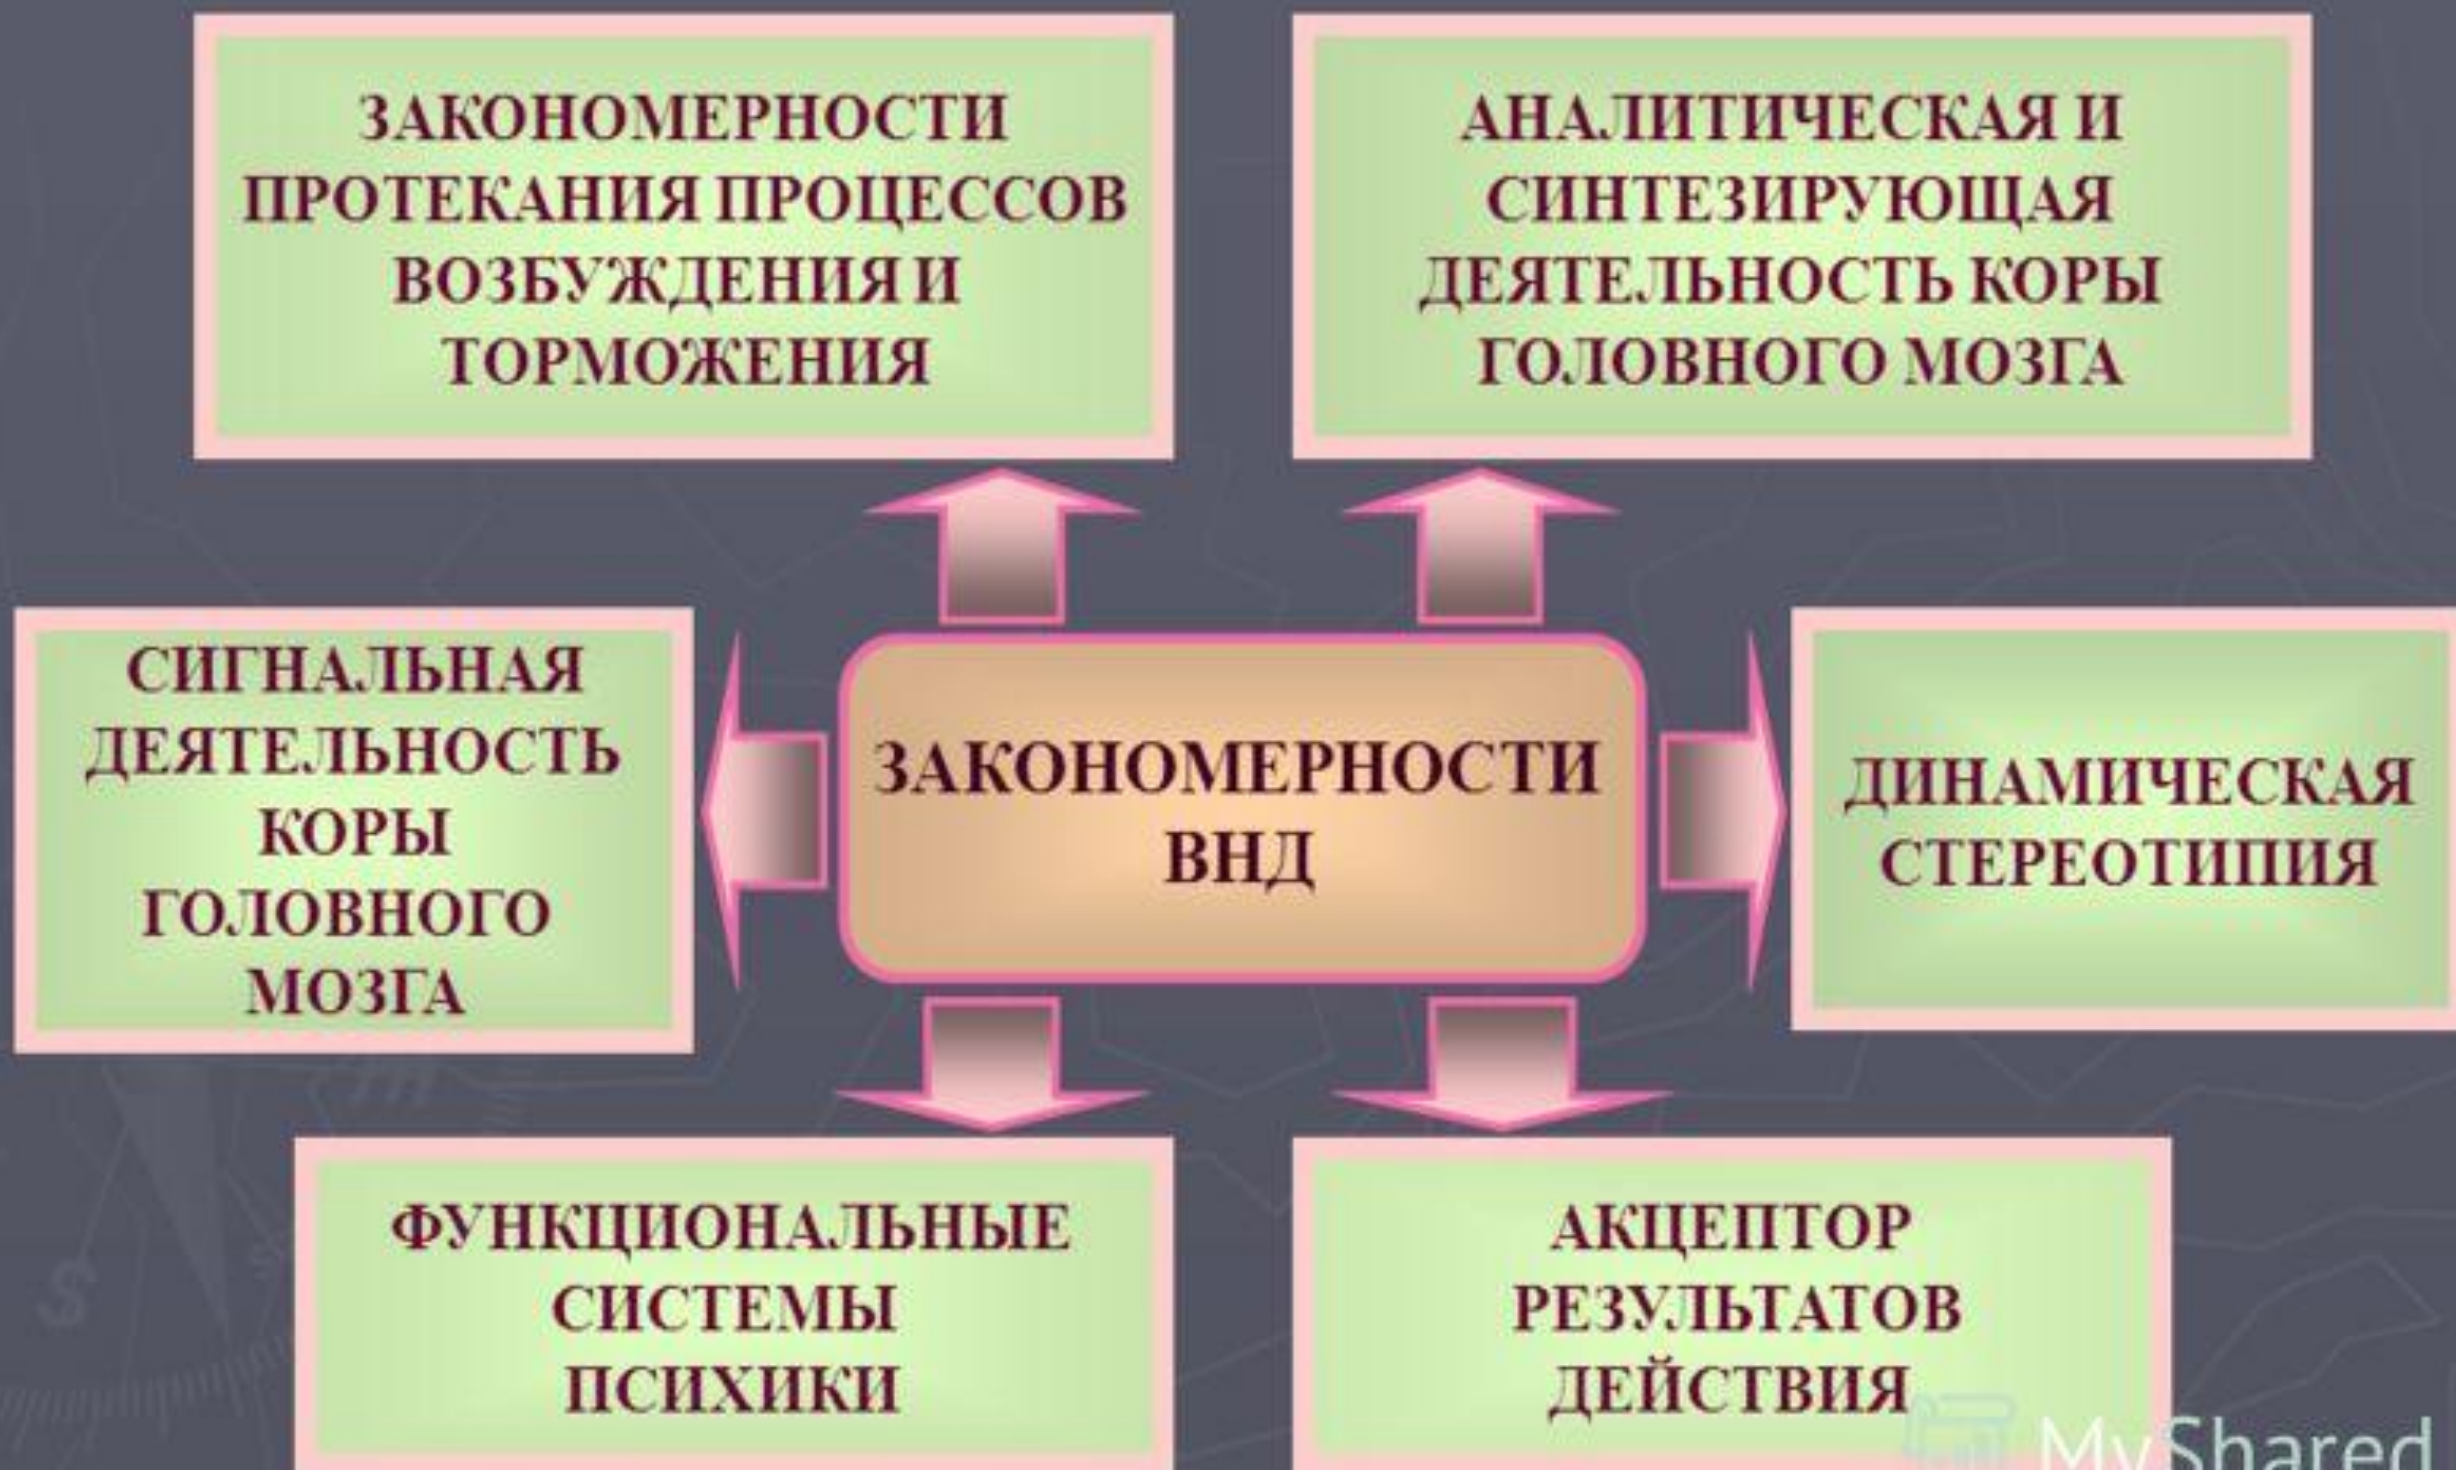 ЗАКОНОМЕРНОСТИ
ПРОТЕКАНИЯ ПРОЦЕССОВ
ВОЗБУЖДЕНИЯ И
ТОРМОЖЕНИЯ
АНАЛИТИЧЕСКАЯ И
СИНТЕЗИРУЮЩАЯ
ДЕЯТЕЛЬНОСТЬ КОРЫ
ГОЛОВНОГО МОЗГА
СИГНАЛЬНАЯ
ДЕЯТЕЛЬНОСТЬ
КОРЫ
ГОЛОВНОГО
МОЗГА
ЗАКОНОМЕРНОСТИ
ВНД
ДИНАМИЧЕСКАЯ
СТЕРЕОТИПИЯ
ФУНКЦИОНАЛЬНЫЕ
СИСТЕМЫ
ПСИХИКИ
АКЦЕПТОР
РЕЗУЛЬТАТОВ
ДЕЙСТВИЯ
MyShared
S